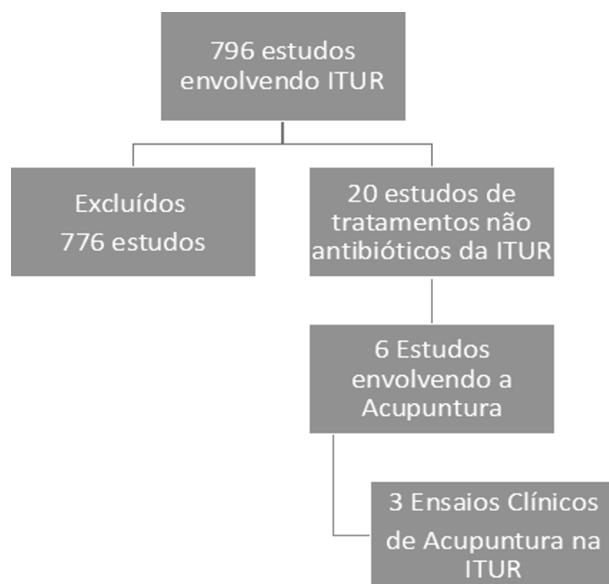 796 estudos
envolvendo ITUR
Excluídos
776 estudos
20 estudos de
tratamentos não
antibióticos da ITUR
6 Estudos
envolvendo a
Acupuntura
3 Ensaios Clínicos
de Acupuntura na
ITUR